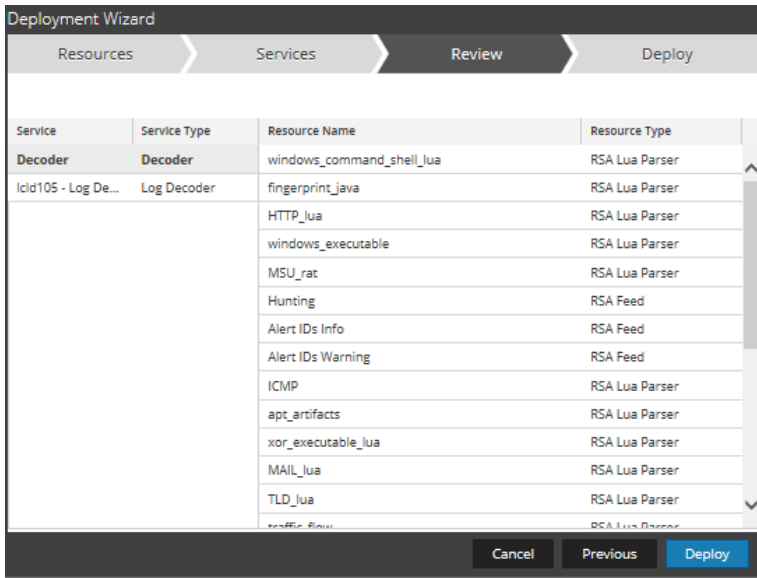 Deployment Wizard
Resources Services Review Deploy
Service Service Type Resource Name Resource Type
Decoder Decoder windows_command_shell_lua RSA Lua Parser
lcld105 - Log De... Log Decoder fingerprint_java RSA Lua Parser
HTTP_lua RSA Lua Parser
windows_executable RSA Lua Parser
MSU_rat RSA Lua Parser
Hunting RSA Feed
Alert IDs Info RSA Feed
Alert IDs Warning RSA Feed
ICMP RSA Lua Parser
apt_artifacts RSA Lua Parser
xor_executable_lua RSA Lua Parser
MAIL_lua RSA Lua Parser
TLD_lua RSA Lua Parser
traffic_flow RSA Lua Parser
Cancel Previous Deploy